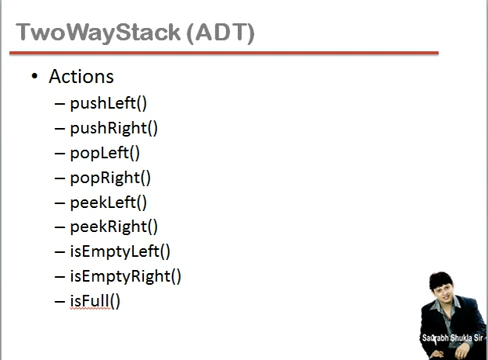 TwoWayStack (ADT)
• Actions
– pushLeft()
– pushRight()
– popLeft()
– popRight()
– peekLeft()
– peekRight()
– isEmptyLeft()
– isEmptyRight()
– isFull()
Saurabh Shukla Sir